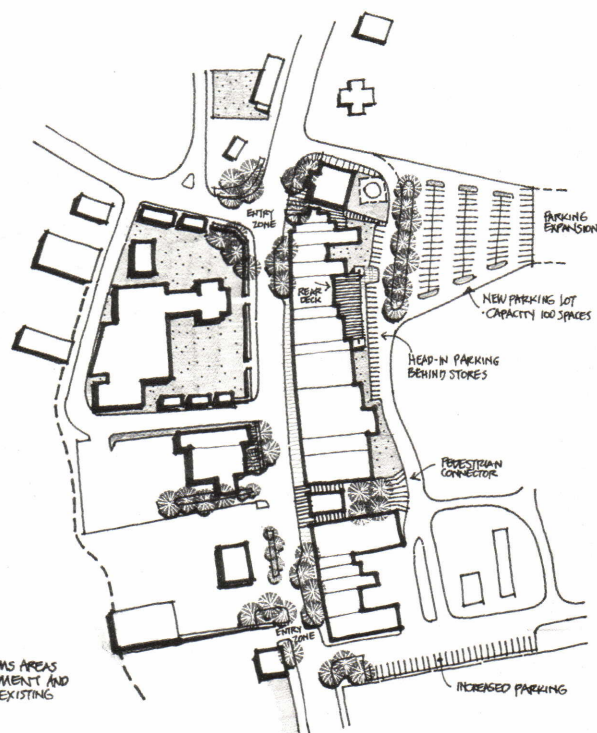 ENTRY
ZONE
PARKING
EXPANSION
REAR
DECK
NEW PARKING LOT
· CAPACITY 100 SPACES
HEAD-IN PARKING
BEHIND STORES
PEDESTRIAN
CONNECTOR
ENTRY
ZONE
MS AREAS
MENT AND
EXISTING
INCREASED PARKING